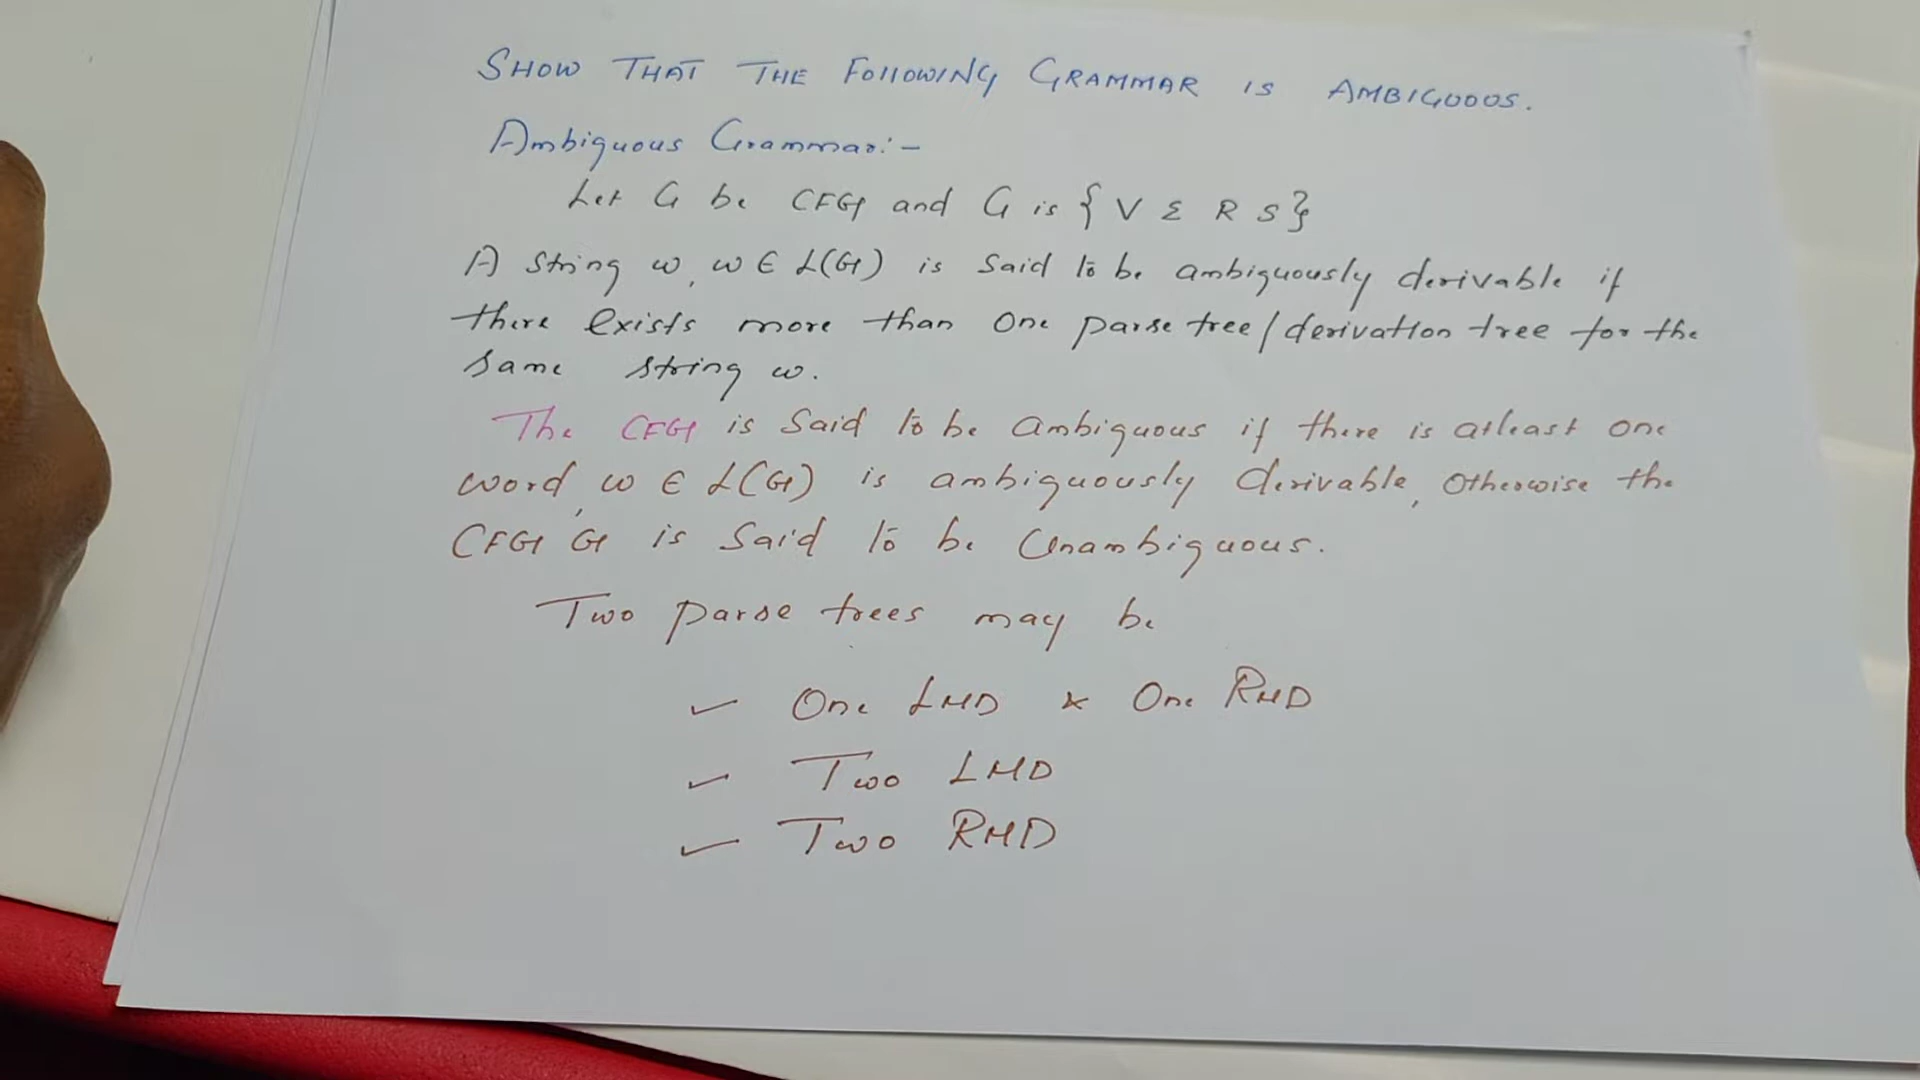 SHOW THAT THE FOllOWING GRAMMAR IS AMBIGUOUS.
Ambiguous Grammar:-
Let G be CFG and G is { V Σ R S }
A string w, w ∈ L(G) is said to be ambiguously derivable if
there exists more than one parse tree / derivation tree for the
same string w.
The CFG is said to be ambiguous if there is atleast one
word, w ∈ L(G) is ambiguously derivable, otherwise the
CFG G is said to be Unambiguous.
Two parse trees may be
✓ One LMD & One RMD
✓ Two LMD
✓ Two RMD